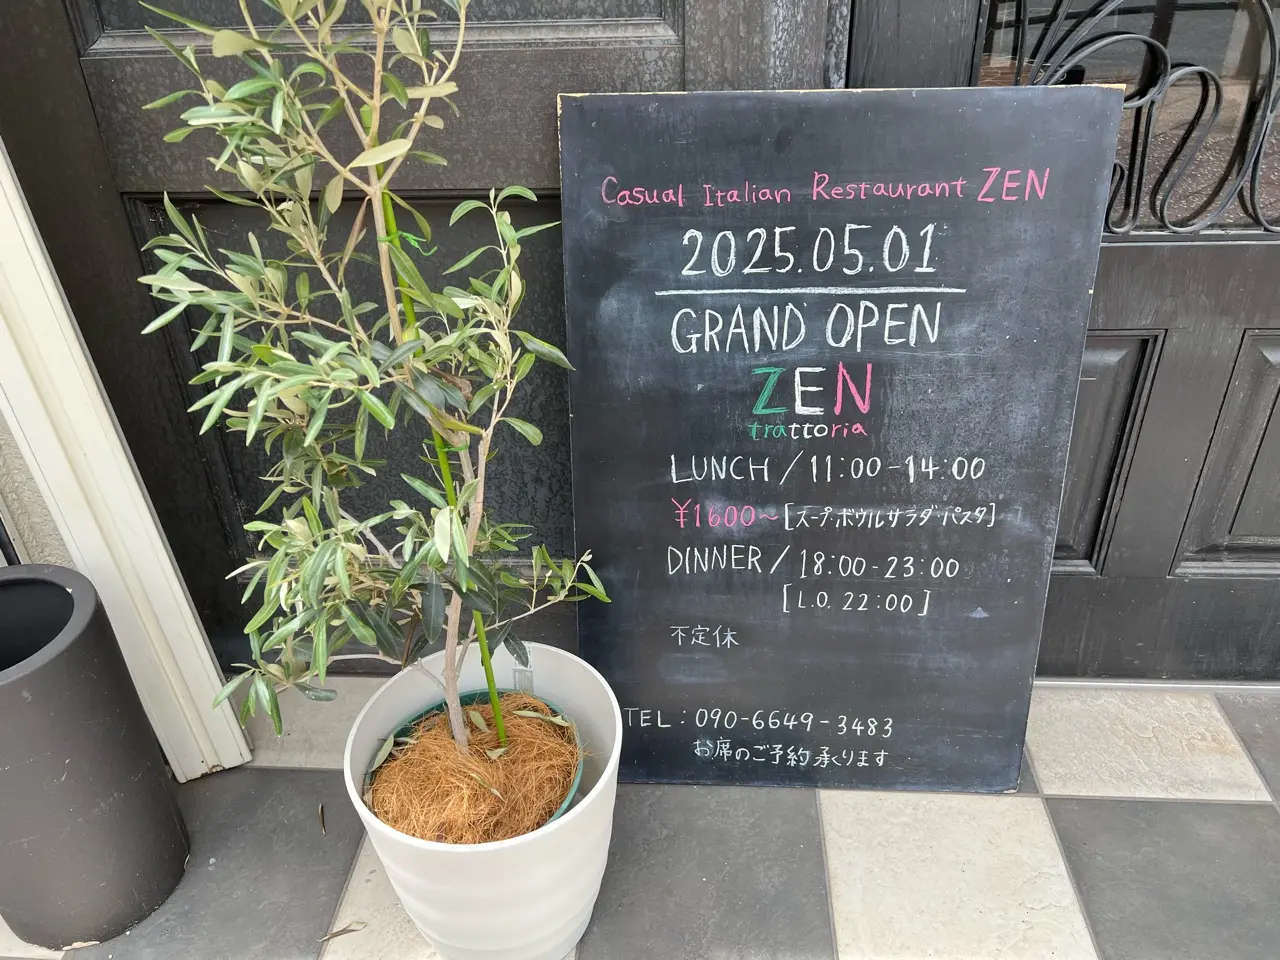 Casual Italian Restaurant ZEN
2025.05.01
GRAND OPEN
ZEN
trattoria
LUNCH/11:00-14:00
¥1600~[スープ・ボウルサラダ・パスタ]
DINNER/18:00-23:00
[L.O. 22:00]
不定休
TEL:090-6649-3483
お席のご予約承ります